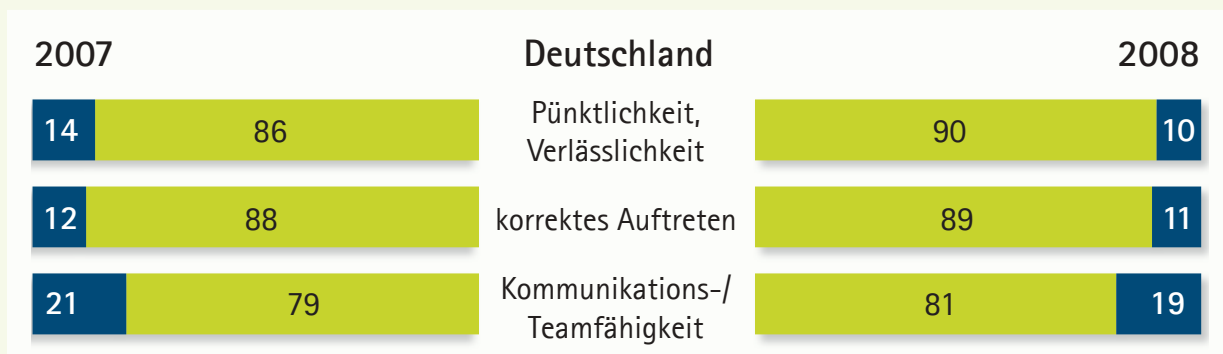 2007 Deutschland 2008
14 86 Pünktlichkeit, 90 10
Verlässlichkeit
12 88 korrektes Auftreten 89 11
21 79 Kommunikations-/ 81 19
Teamfähigkeit